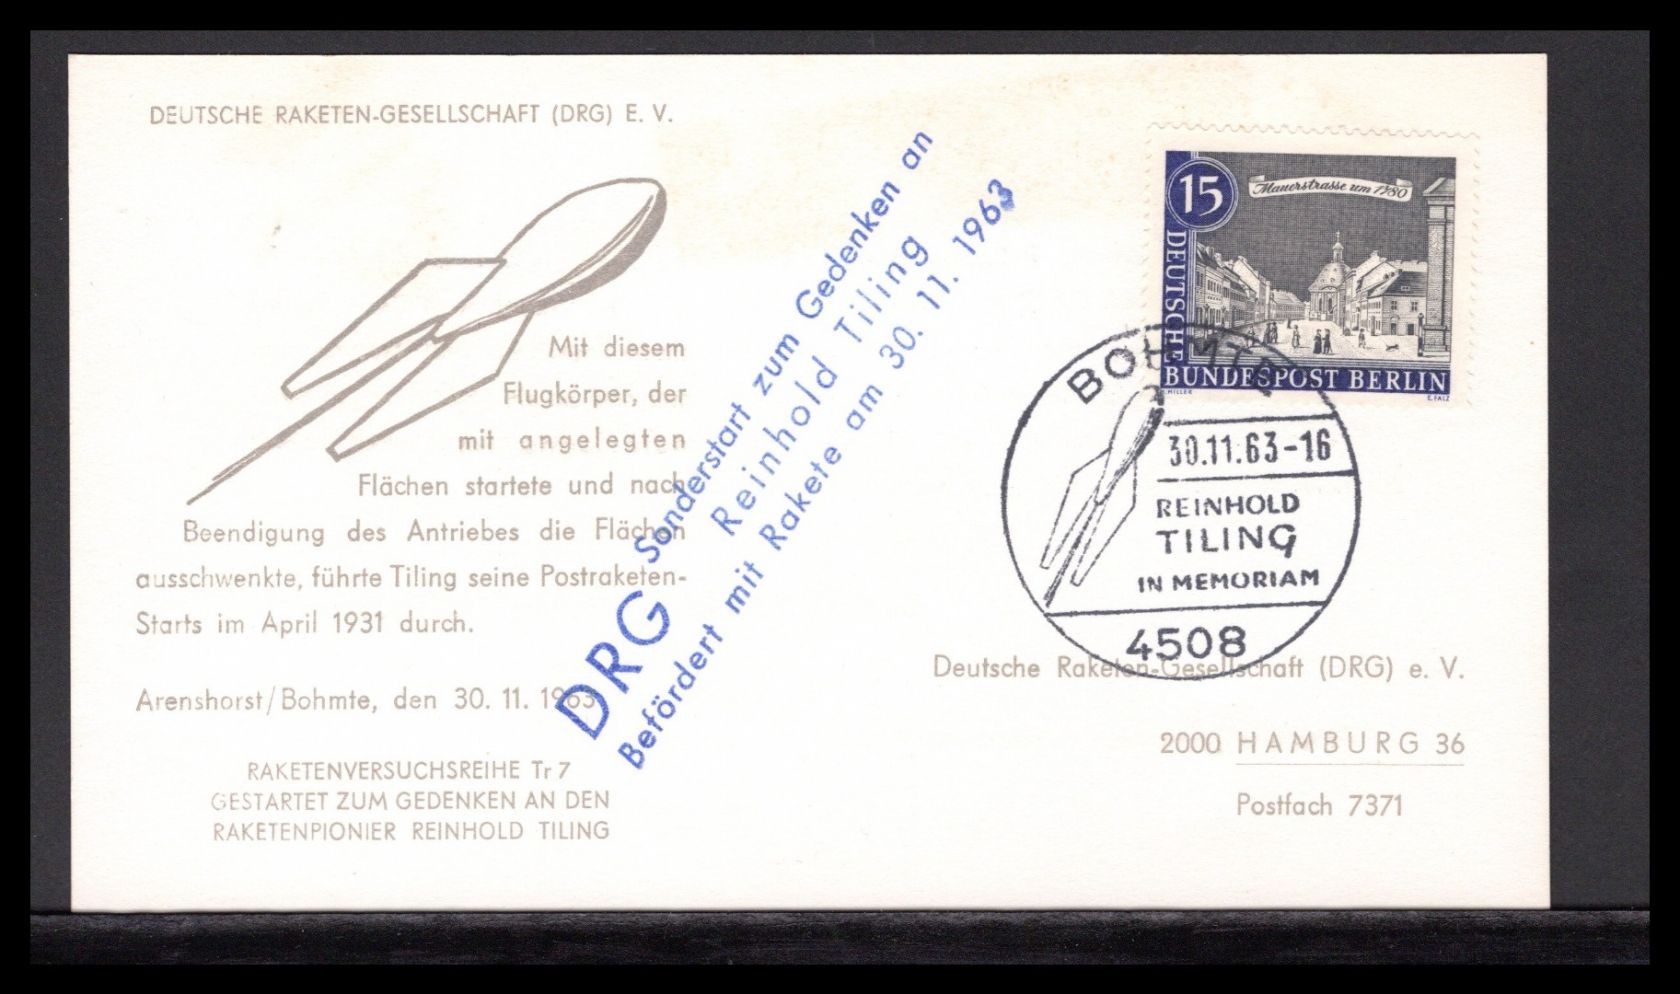 DEUTSCHE RAKETEN-GESELLSCHAFT (DRG) E. V.
Mit diesem
Flugkörper, der
mit angelegten
Flächen startete und nach
Beendigung des Antriebes die Flächen
ausschwenkte, führte Tiling seine Postraketen-
Starts im April 1931 durch.
Arenshorst/Bohmte, den 30. 11. 1963
RAKETENVERSUCHSREIHE Tr 7
GESTARTET ZUM GEDENKEN AN DEN
RAKETENPIONIER REINHOLD TILING
DRG Sonderstart zum Gedenken an
Reinhold Tiling
Befördert mit Rakete am 30. 11. 1963
15
Mauerstrasse um 1780
DEUTSCHE
BUNDESPOST BERLIN
E. FALZ
BOHMTE
30.11.63-16
REINHOLD
TILING
IN MEMORIAM
4508
Deutsche Raketen-Gesellschaft (DRG) e. V.
2000 HAMBURG 36
Postfach 7371